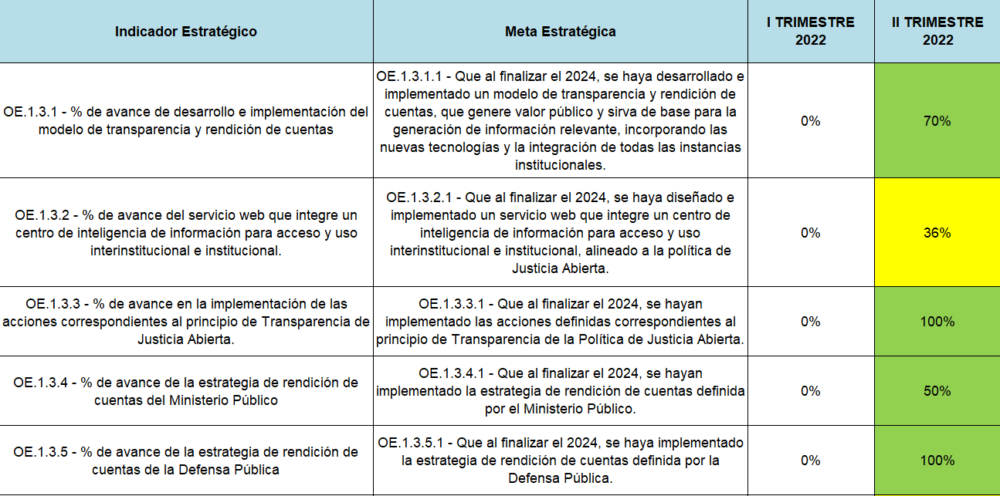 Indicador Estratégico
Meta Estratégica
I TRIMESTRE
2022
II TRIMESTRE
2022
OE.1.3.1 - % de avance de desarrollo e implementación del
modelo de transparencia y rendición de cuentas
OE.1.3.1.1 - Que al finalizar el 2024, se haya desarrollado e
implementado un modelo de transparencia y rendición de
cuentas, que genere valor público y sirva de base para la
generación de información relevante, incorporando las
nuevas tecnologías y la integración de todas las instancias
institucionales.
0%
70%
OE.1.3.2 - % de avance del servicio web que integre un
centro de inteligencia de información para acceso y uso
interinstitucional e institucional.
OE.1.3.2.1 - Que al finalizar el 2024, se haya diseñado e
implementado un servicio web que integre un centro de
inteligencia de información para acceso y uso
interinstitucional e institucional, alineado a la política de
Justicia Abierta.
0%
36%
OE.1.3.3 - % de avance en la implementación de las
acciones correspondientes al principio de Transparencia de
Justicia Abierta.
OE.1.3.3.1 - Que al finalizar el 2024, se hayan
implementado las acciones definidas correspondientes al
principio de Transparencia de la Política de Justicia Abierta.
0%
100%
OE.1.3.4 - % de avance de la estrategia de rendición de
cuentas del Ministerio Público
OE.1.3.4.1 - Que al finalizar el 2024, se hayan
implementado la estrategia de rendición de cuentas definida
por el Ministerio Público.
0%
50%
OE.1.3.5 - % de avance de la estrategia de rendición de
cuentas de la Defensa Pública
OE.1.3.5.1 - Que al finalizar el 2024, se haya implementado
la estrategia de rendición de cuentas definida por la
Defensa Pública.
0%
100%